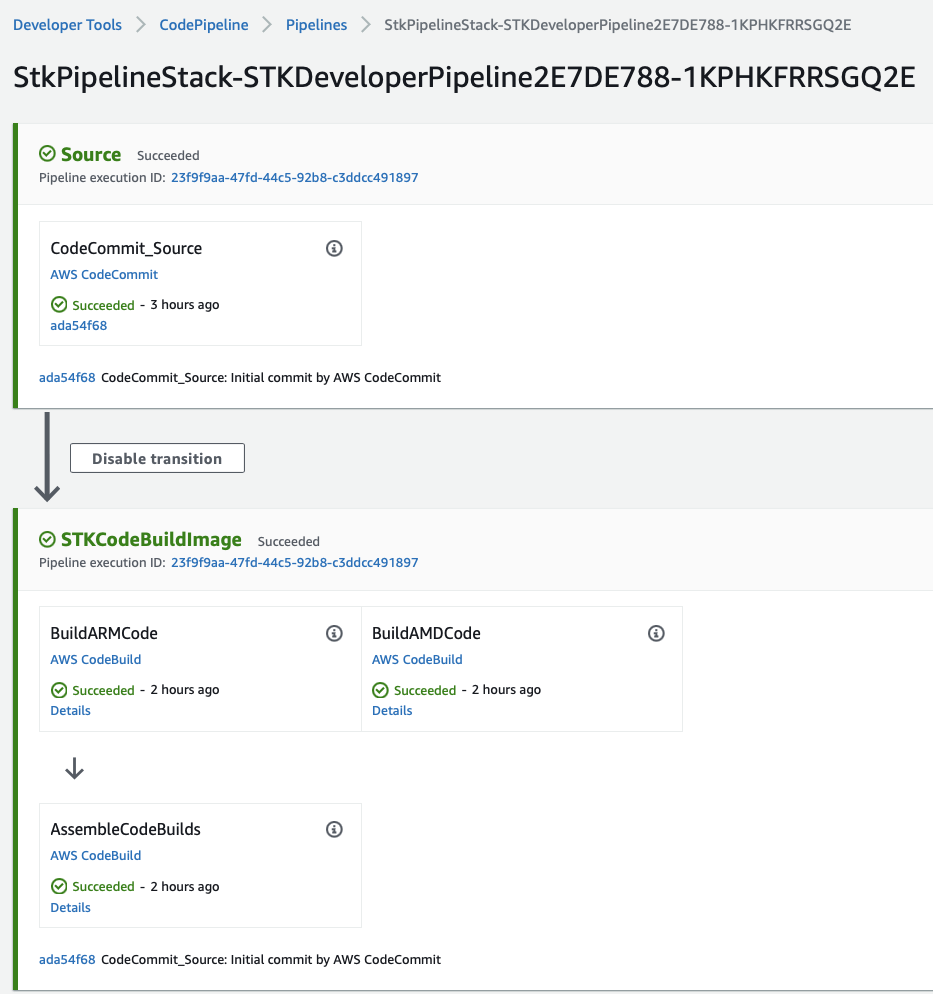 Developer Tools > CodePipeline > Pipelines > StkPipelineStack-STKDeveloperPipeline2E7DE788-1KPHKFRRSGQ2E
StkPipelineStack-STKDeveloperPipeline2E7DE788-1KPHKFRRSGQ2E
Source Succeeded
Pipeline execution ID: 23f9f9aa-47fd-44c5-92b8-c3ddcc491897
CodeCommit_Source
AWS CodeCommit
Succeeded - 3 hours ago
ada54f68
ada54f68 CodeCommit_Source: Initial commit by AWS CodeCommit
Disable transition
STKCodeBuildImage Succeeded
Pipeline execution ID: 23f9f9aa-47fd-44c5-92b8-c3ddcc491897
BuildARMCode
AWS CodeBuild
Succeeded - 2 hours ago
Details
BuildAMDCode
AWS CodeBuild
Succeeded - 2 hours ago
Details
AssembleCodeBuilds
AWS CodeBuild
Succeeded - 2 hours ago
Details
ada54f68 CodeCommit_Source: Initial commit by AWS CodeCommit